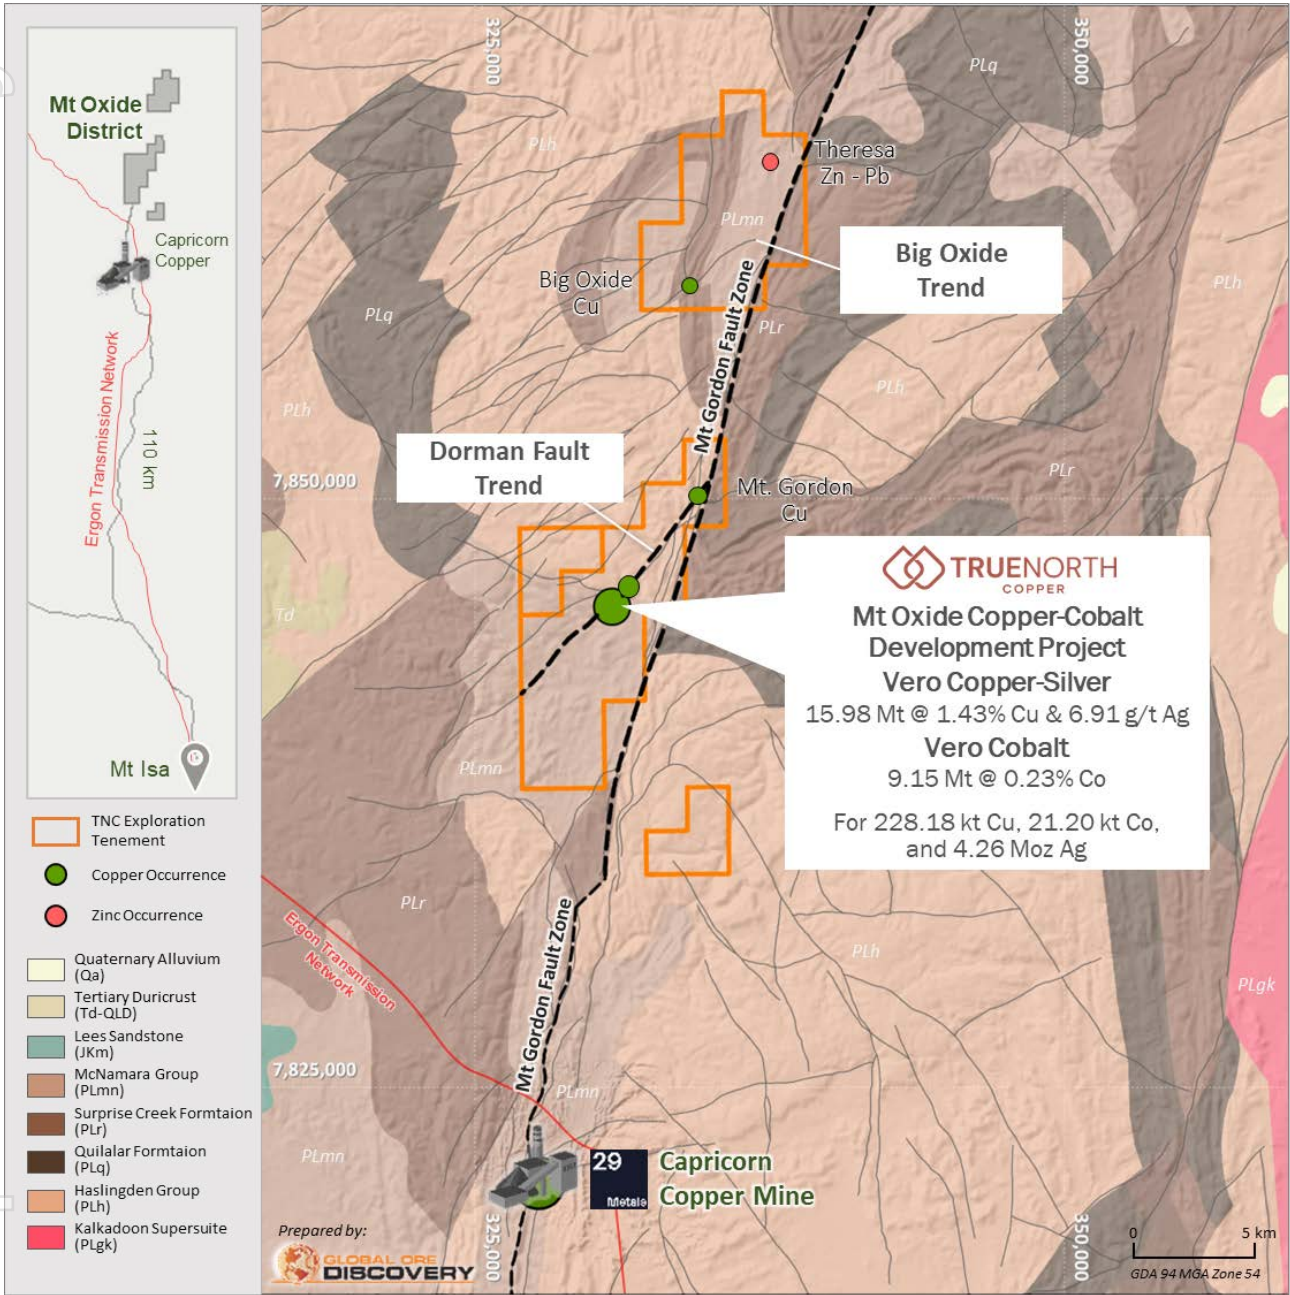 Mt Oxide
District
Capricorn
Copper
Ergon Transmission Network
110 km
Mt Isa
TNC Exploration
Tenement
Copper Occurrence
Zinc Occurrence
Quaternary Alluvium
(Qa)
Tertiary Duricrust
(Td-QLD)
Lees Sandstone
(JKm)
McNamara Group
(PLmn)
Surprise Creek Formtaion
(PLr)
Quilalar Formtaion
(PLq)
Haslingden Group
(PLh)
Kalkadoon Supersuite
(PLgk)
325,000
350,000
PLq
PLh
Theresa
Zn - Pb
PLmn
Big Oxide
Trend
Big Oxide
Cu
PLh
PLq
PLr
Mt Gordon Fault Zone
PLh
PLh
Dorman Fault
Trend
PLr
7,850,000
Mt. Gordon
Cu
TRUENORTH
COPPER
Mt Oxide Copper-Cobalt
Development Project
Vero Copper-Silver
15.98 Mt @ 1.43% Cu & 6.91 g/t Ag
Vero Cobalt
9.15 Mt @ 0.23% Co
For 228.18 kt Cu, 21.20 kt Co,
and 4.26 Moz Ag
Td
PLmn
PLr
Ergon Transmission
Network
Mt Gordon Fault Zone
PLh
PLgk
7,825,000
PLmn
PLmn
29
Metals
Capricorn
Copper Mine
Prepared by:
GLOBAL ORE
DISCOVERY
325,000
350,000
0 5 km
GDA 94 MGA Zone 54